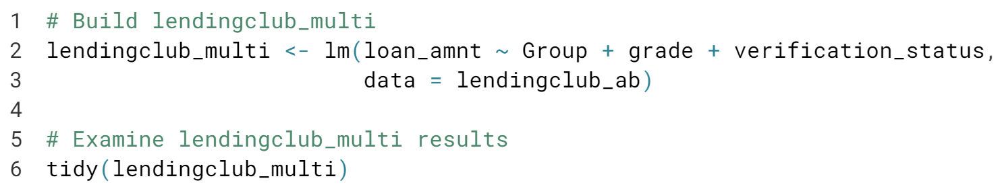 1 # Build lendingclub_multi
2 lendingclub_multi <- lm(loan_amnt ~ Group + grade + verification_status,
3                         data = lendingclub_ab)
4
5 # Examine lendingclub_multi results
6 tidy(lendingclub_multi)